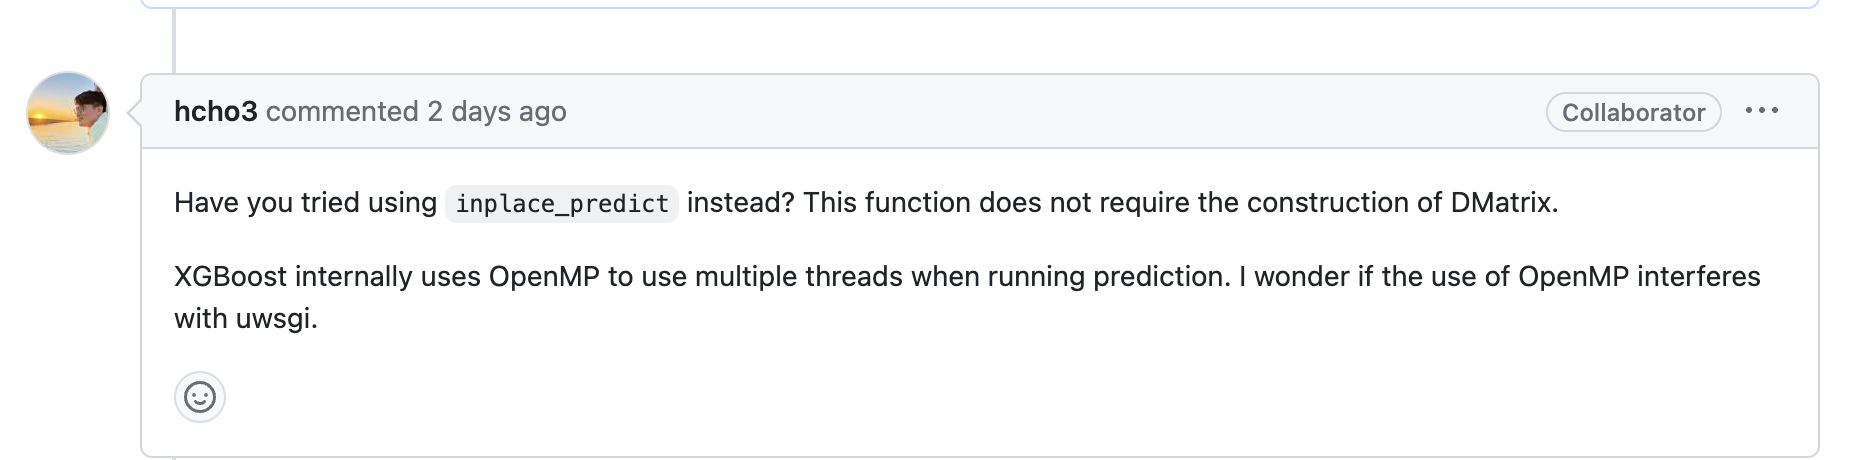 hcho3 commented 2 days ago
Collaborator
Have you tried using inplace_predict instead? This function does not require the construction of DMatrix.
XGBoost internally uses OpenMP to use multiple threads when running prediction. I wonder if the use of OpenMP interferes
with uwsgi.